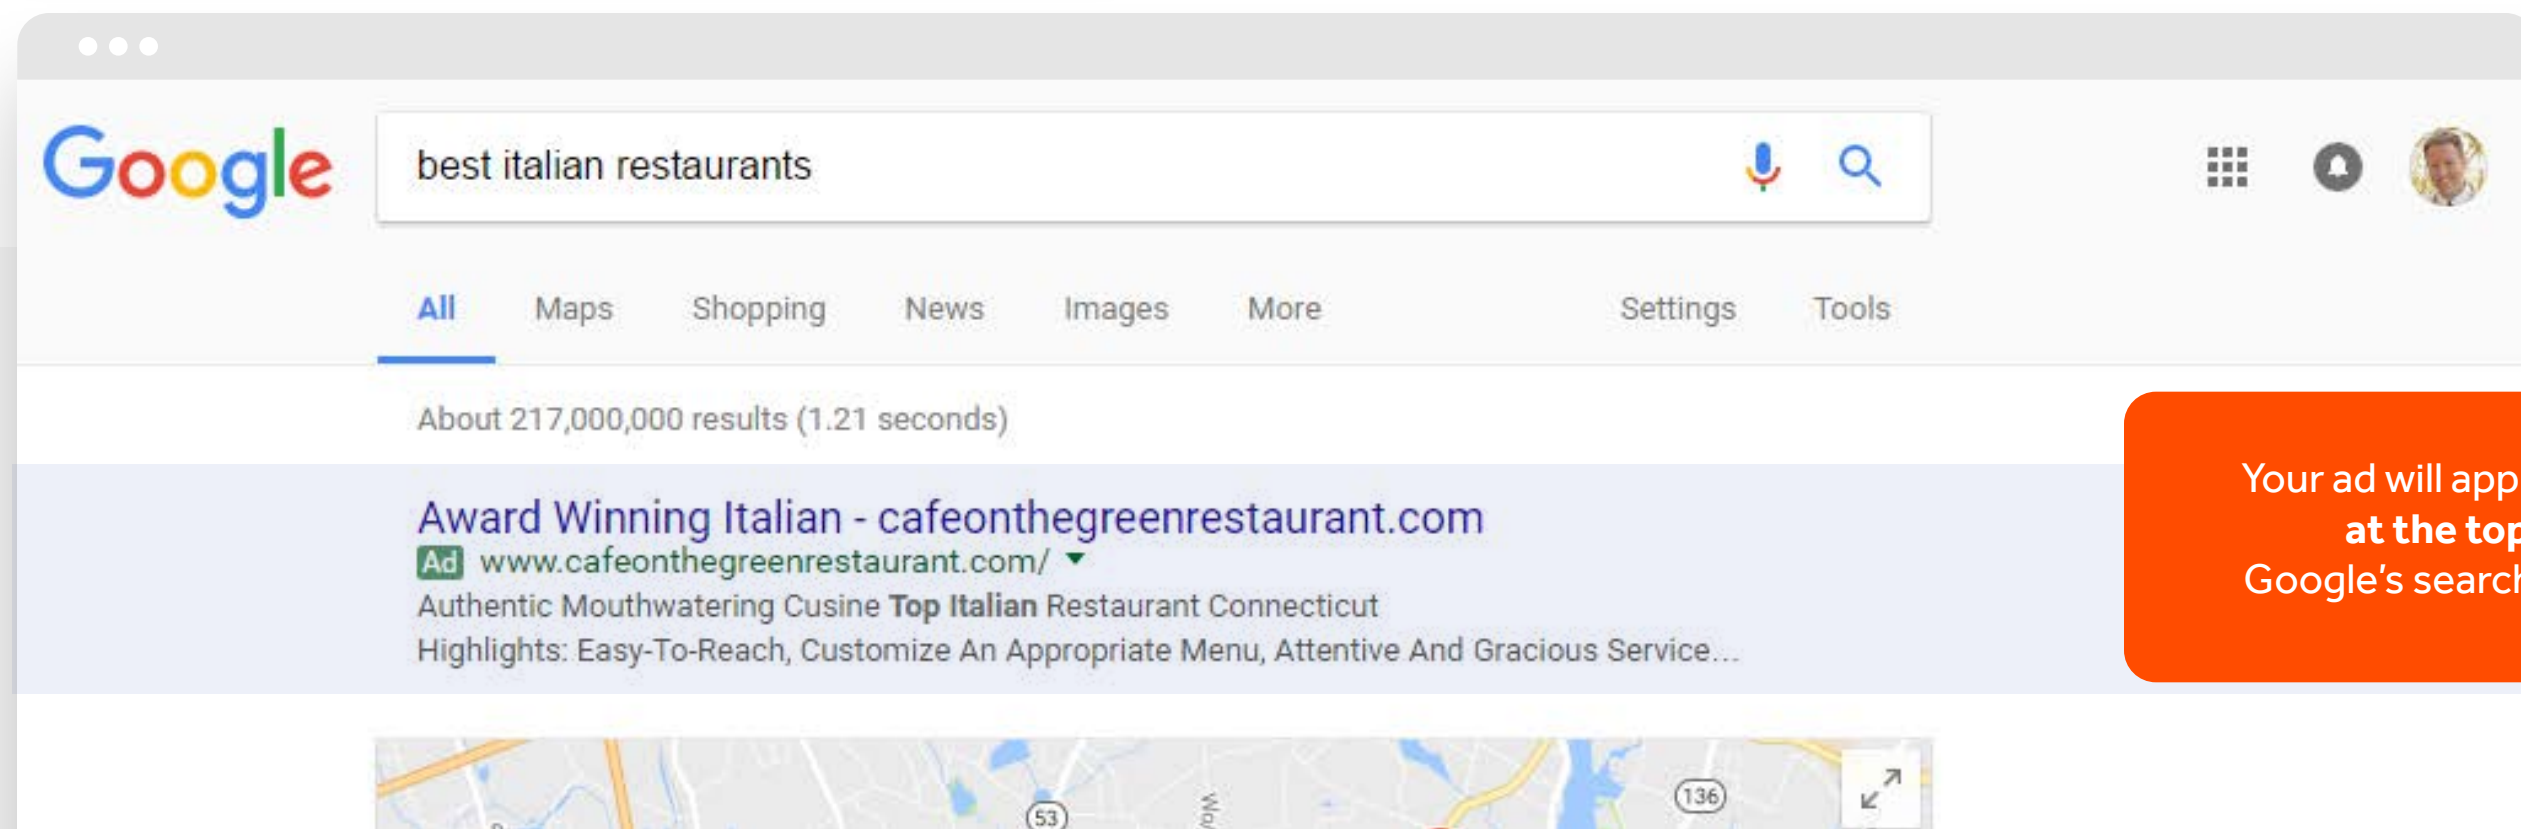 Google
best italian restaurants
All Maps Shopping News Images More Settings Tools
About 217,000,000 results (1.21 seconds)
Award Winning Italian - cafeonthegreenrestaurant.com
Ad www.cafeonthegreenrestaurant.com/
Authentic Mouthwatering Cusine Top Italian Restaurant Connecticut
Highlights: Easy-To-Reach, Customize An Appropriate Menu, Attentive And Gracious Service...
Your ad will
at the top
Google's search
53
136